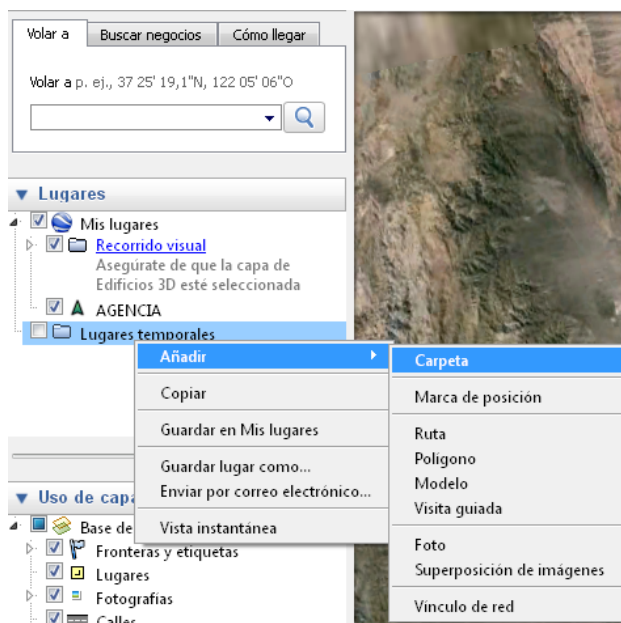 Volar a
Buscar negocios
Cómo llegar
Volar a p. ej., 37 25' 19,1"N, 122 05' 06"O
Lugares
Mis lugares
Recorrido visual
Asegúrate de que la capa de
Edificios 3D esté seleccionada
AGENCIA
Lugares temporales
Añadir
Copiar
Guardar en Mis lugares
Guardar lugar como...
Enviar por correo electrónico...
Vista instantánea
Carpeta
Marca de posición
Ruta
Polígono
Modelo
Visita guiada
Foto
Superposición de imágenes
Vínculo de red
Uso de capa
Base de
Fronteras y etiquetas
Lugares
Fotografías
Calles